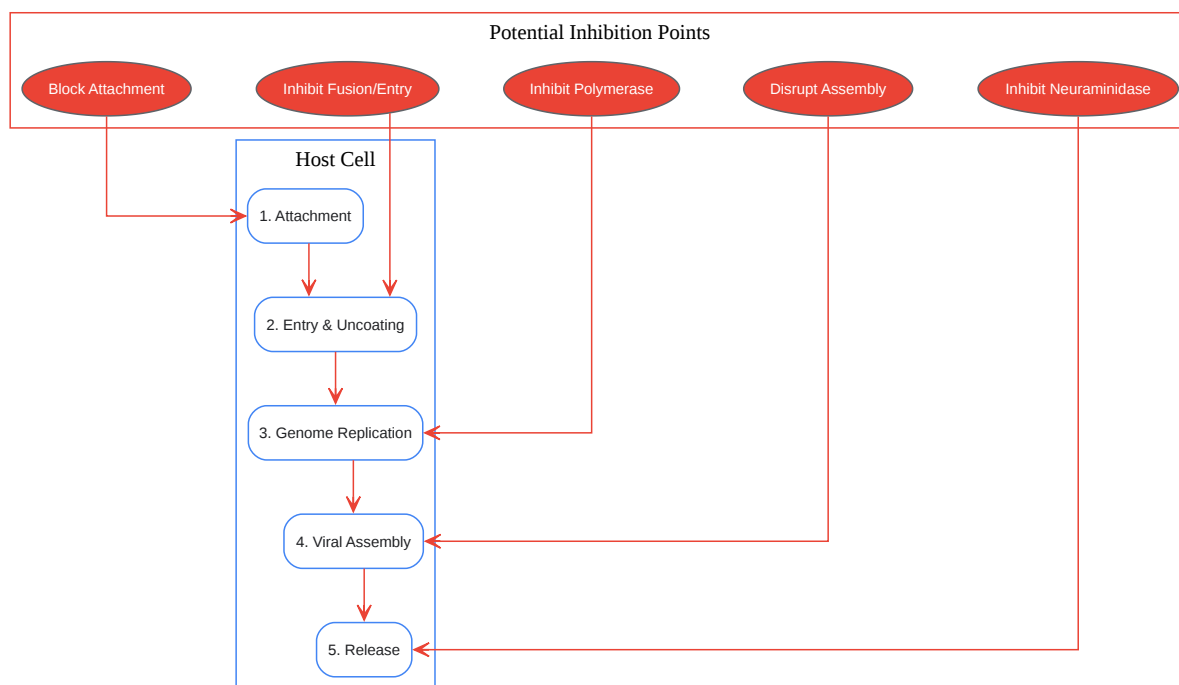 Potential Inhibition Points
Block Attachment
Inhibit Fusion/Entry
Inhibit Polymerase
Disrupt Assembly
Inhibit Neuraminidase
Host Cell
1. Attachment
2. Entry & Uncoating
3. Genome Replication
4. Viral Assembly
5. Release